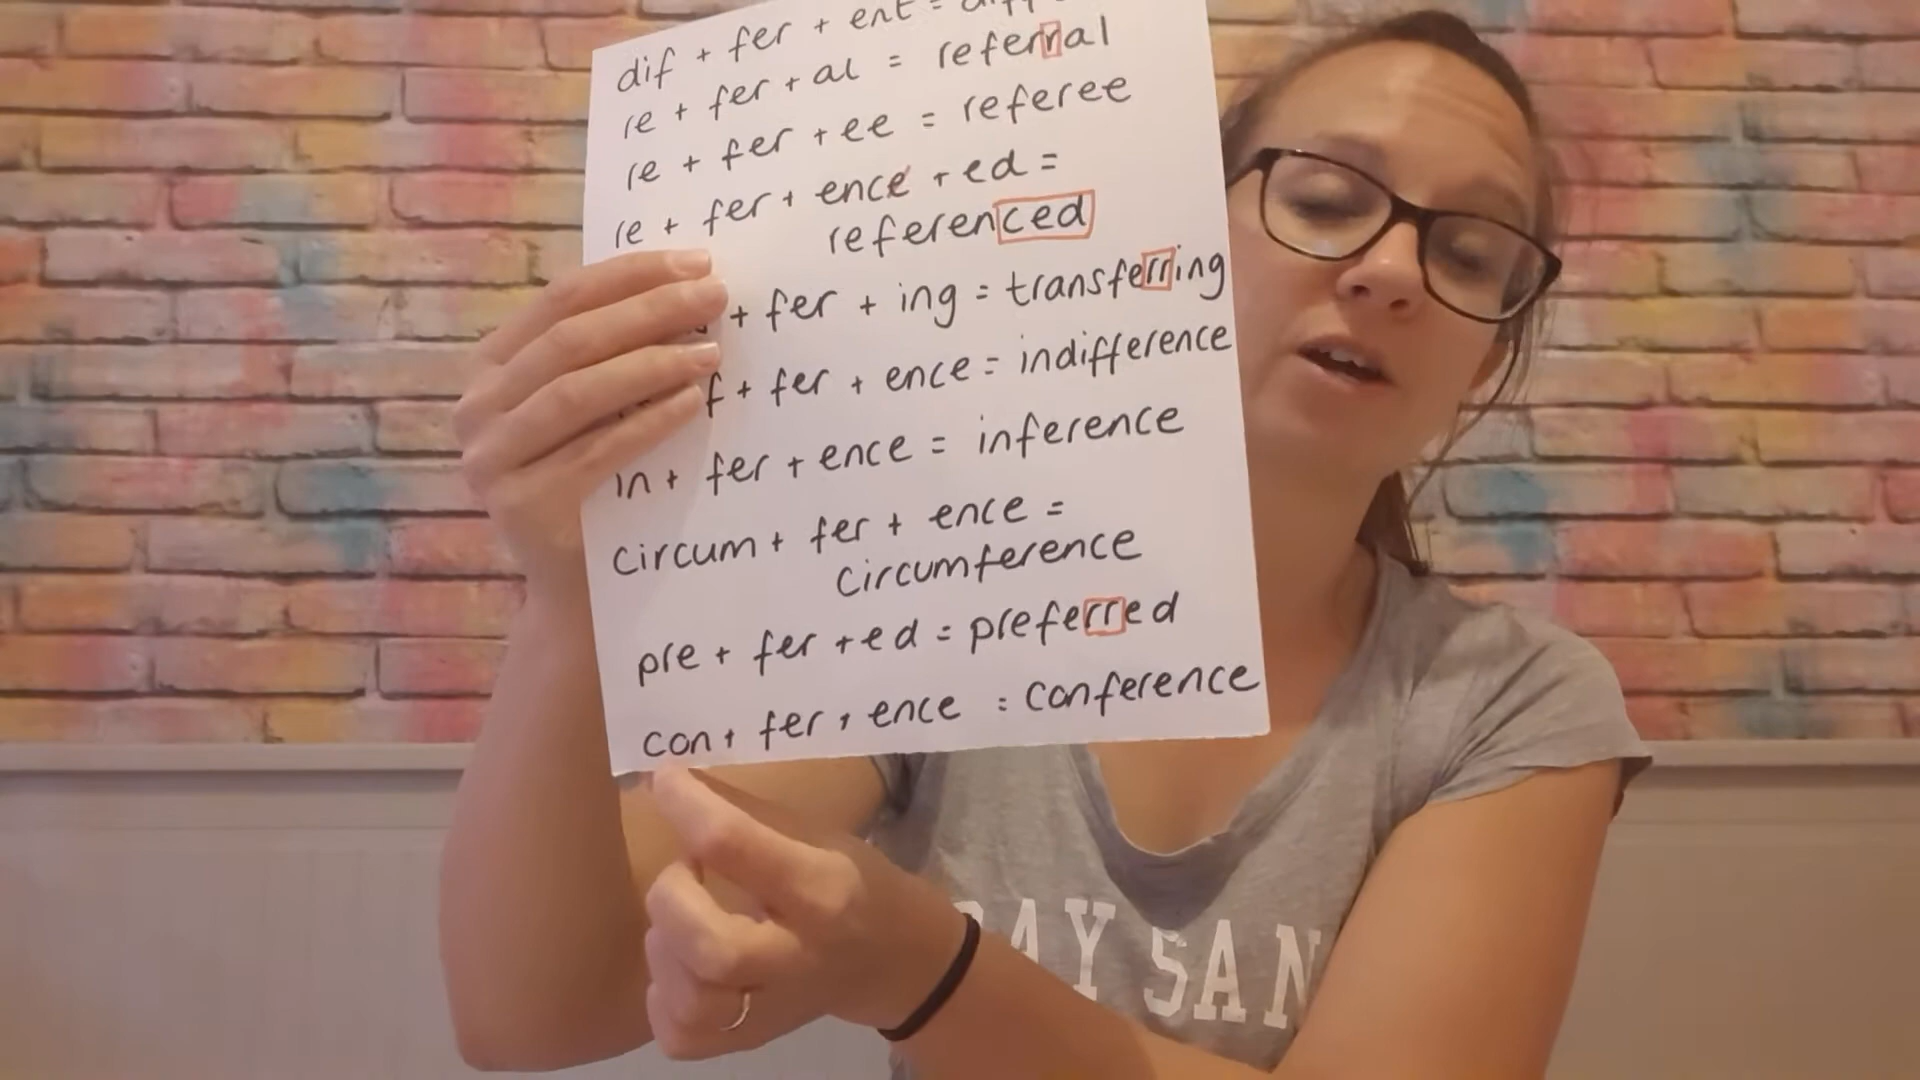 dif + fer + ent =
re + fer + al = referral
re + fer + ee = referee
re + fer + ence + ed =
referenced
+ fer + ing = transferring
f + fer + ence = indifference
in + fer + ence = inference
circum + fer + ence =
circumference
pre + fer + ed = preferred
con + fer + ence = conference
AY SAN